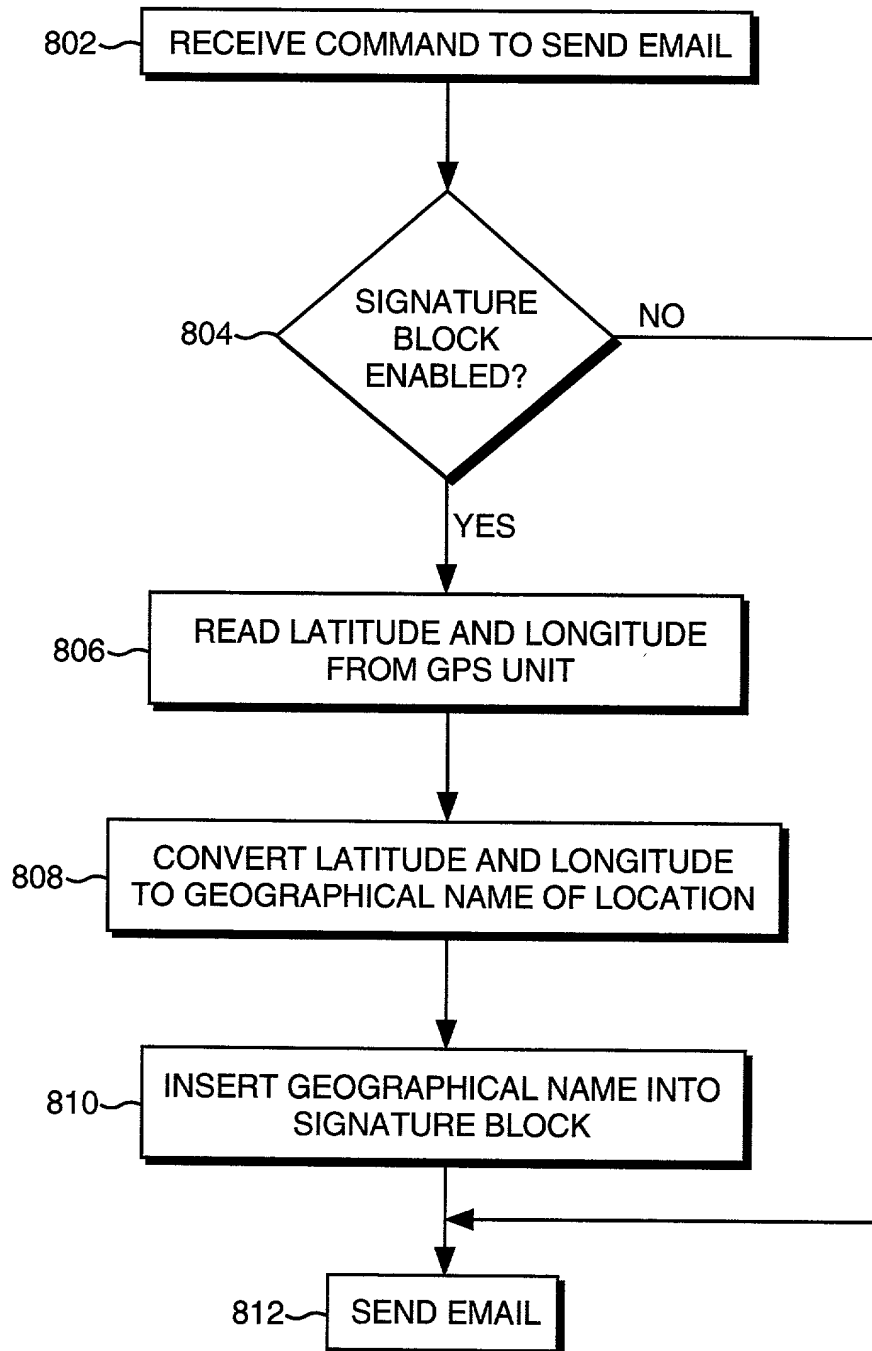 802 RECEIVE COMMAND TO SEND EMAIL
SIGNATURE
804 BLOCK
ENABLED?
NO
YES
READ LATITUDE AND LONGITUDE
806 FROM GPS UNIT
CONVERT LATITUDE AND LONGITUDE
808 TO GEOGRAPHICAL NAME OF LOCATION
INSERT GEOGRAPHICAL NAME INTO
810 SIGNATURE BLOCK
812 SEND EMAIL